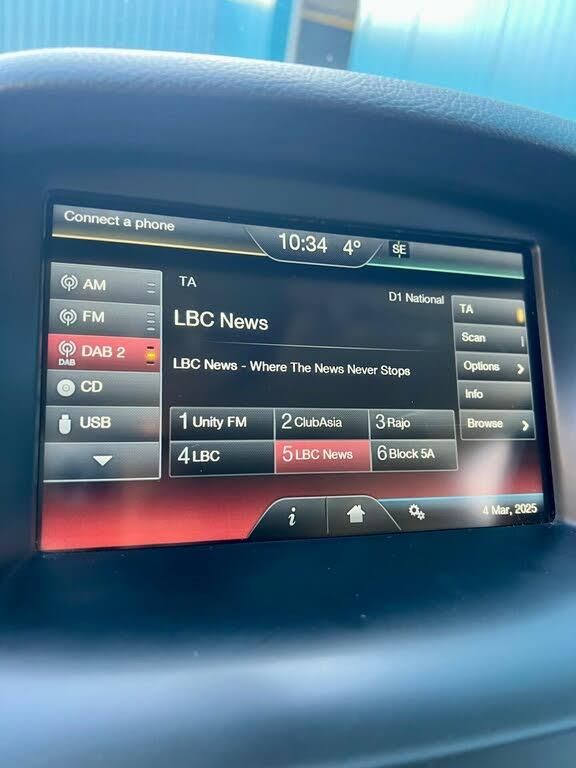 Connect a phone
10:34 4° SE
AM
FM
DAB DAB 2
CD
USB
TA
D1 National
LBC News
LBC News - Where The News Never Stops
1 Unity FM 2 ClubAsia 3 Rajo
4 LBC 5 LBC News 6 Block 5A
TA
Scan
Options
Info
Browse
i
4 Mar, 2025